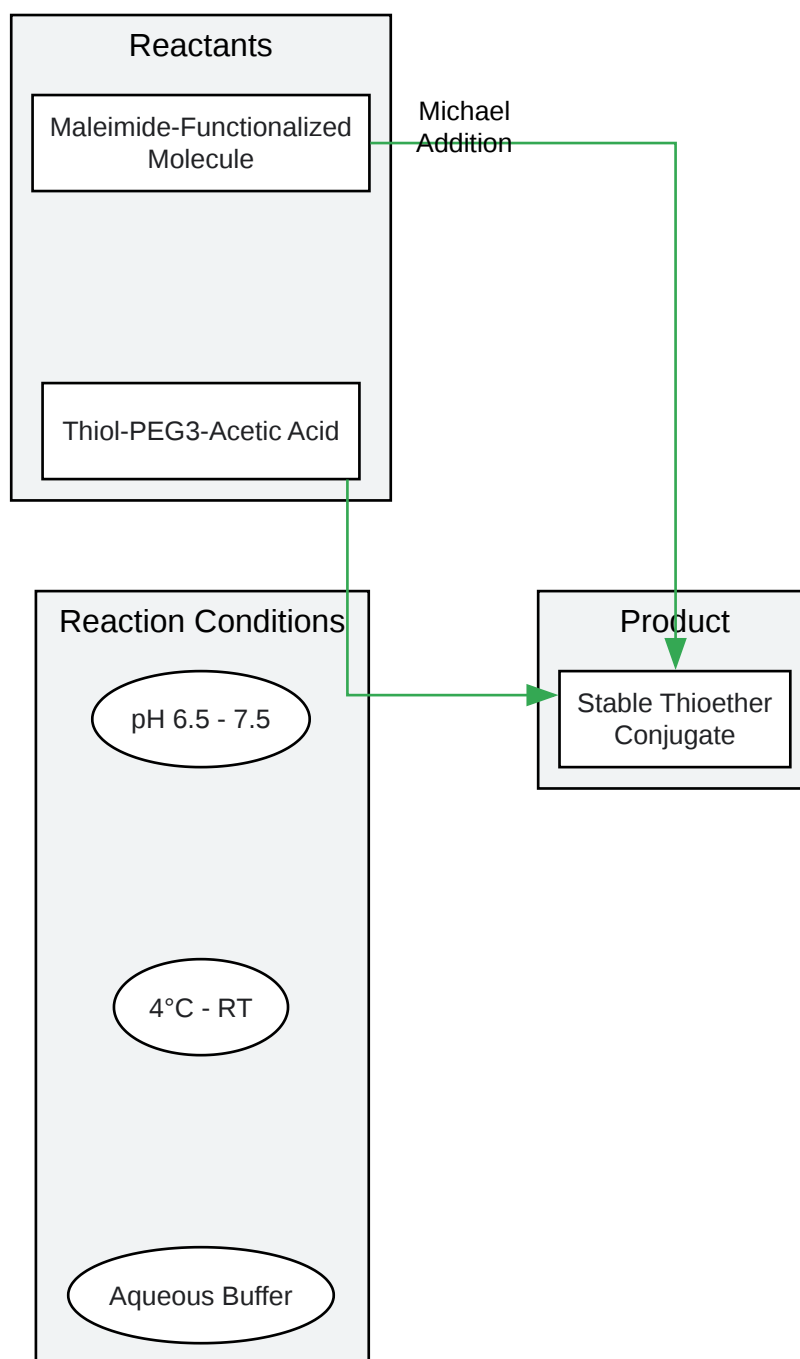 Reactants
Maleimide-Functionalized
Molecule
Michael
Addition
Thiol-PEG3-Acetic Acid
Reaction Conditions
pH 6.5 - 7.5
4°C - RT
Aqueous Buffer
Product
Stable Thioether
Conjugate